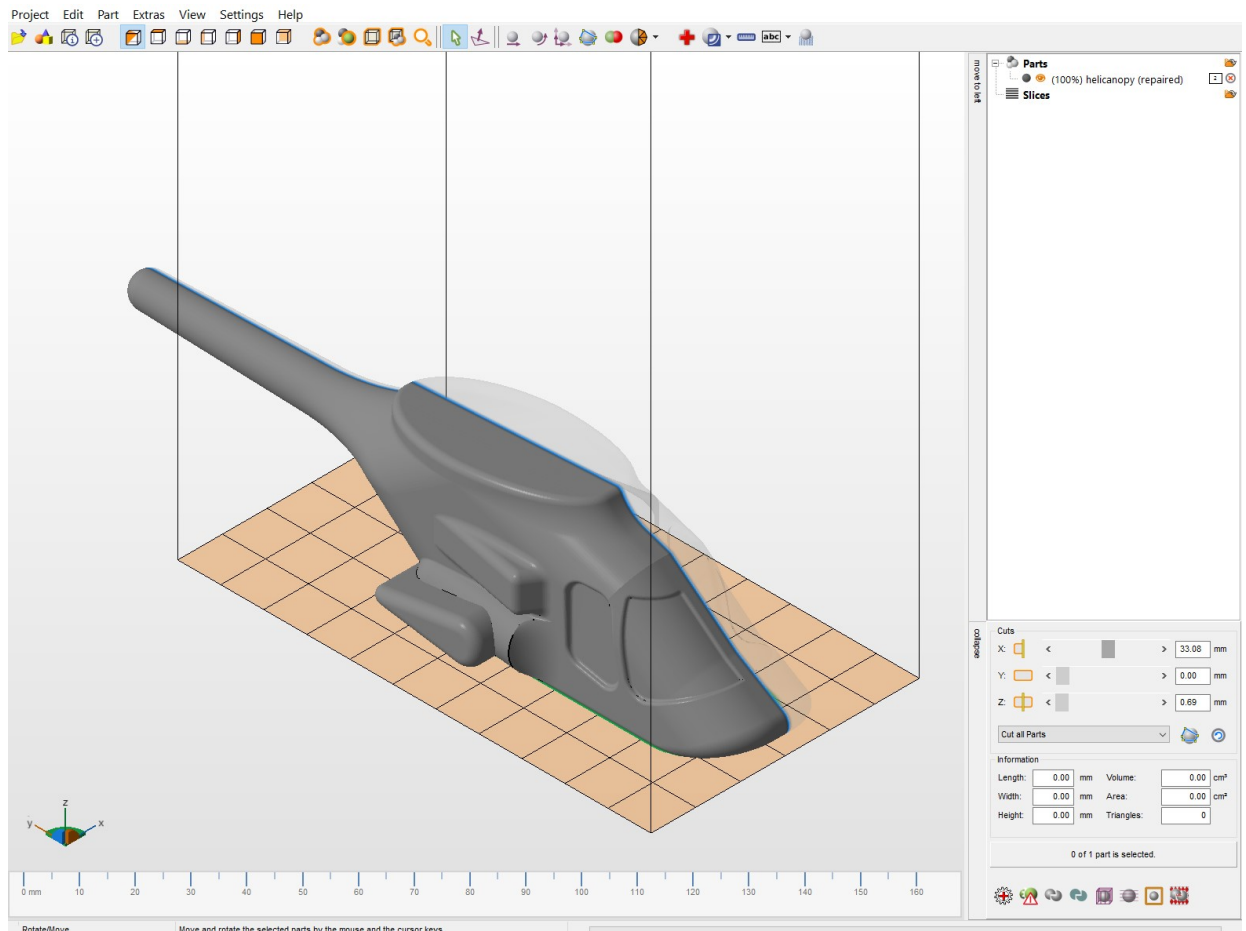 Project Edit Part Extras View Settings Help
abc
move to left
Parts
(100%) helicanopy (repaired)
Slices
collapse
Cuts
X: < > 33.08 mm
Y: < > 0.00 mm
Z: < > 0.69 mm
Cut all Parts
Information
Length: 0.00 mm Volume: 0.00 cm³
Width: 0.00 mm Area: 0.00 cm²
Height: 0.00 mm Triangles: 0
0 of 1 part is selected.
z
y x
0 mm 10 20 30 40 50 60 70 80 90 100 110 120 130 140 150 160
Rotate/Move Move and rotate the selected parts by the mouse and the cursor keys.